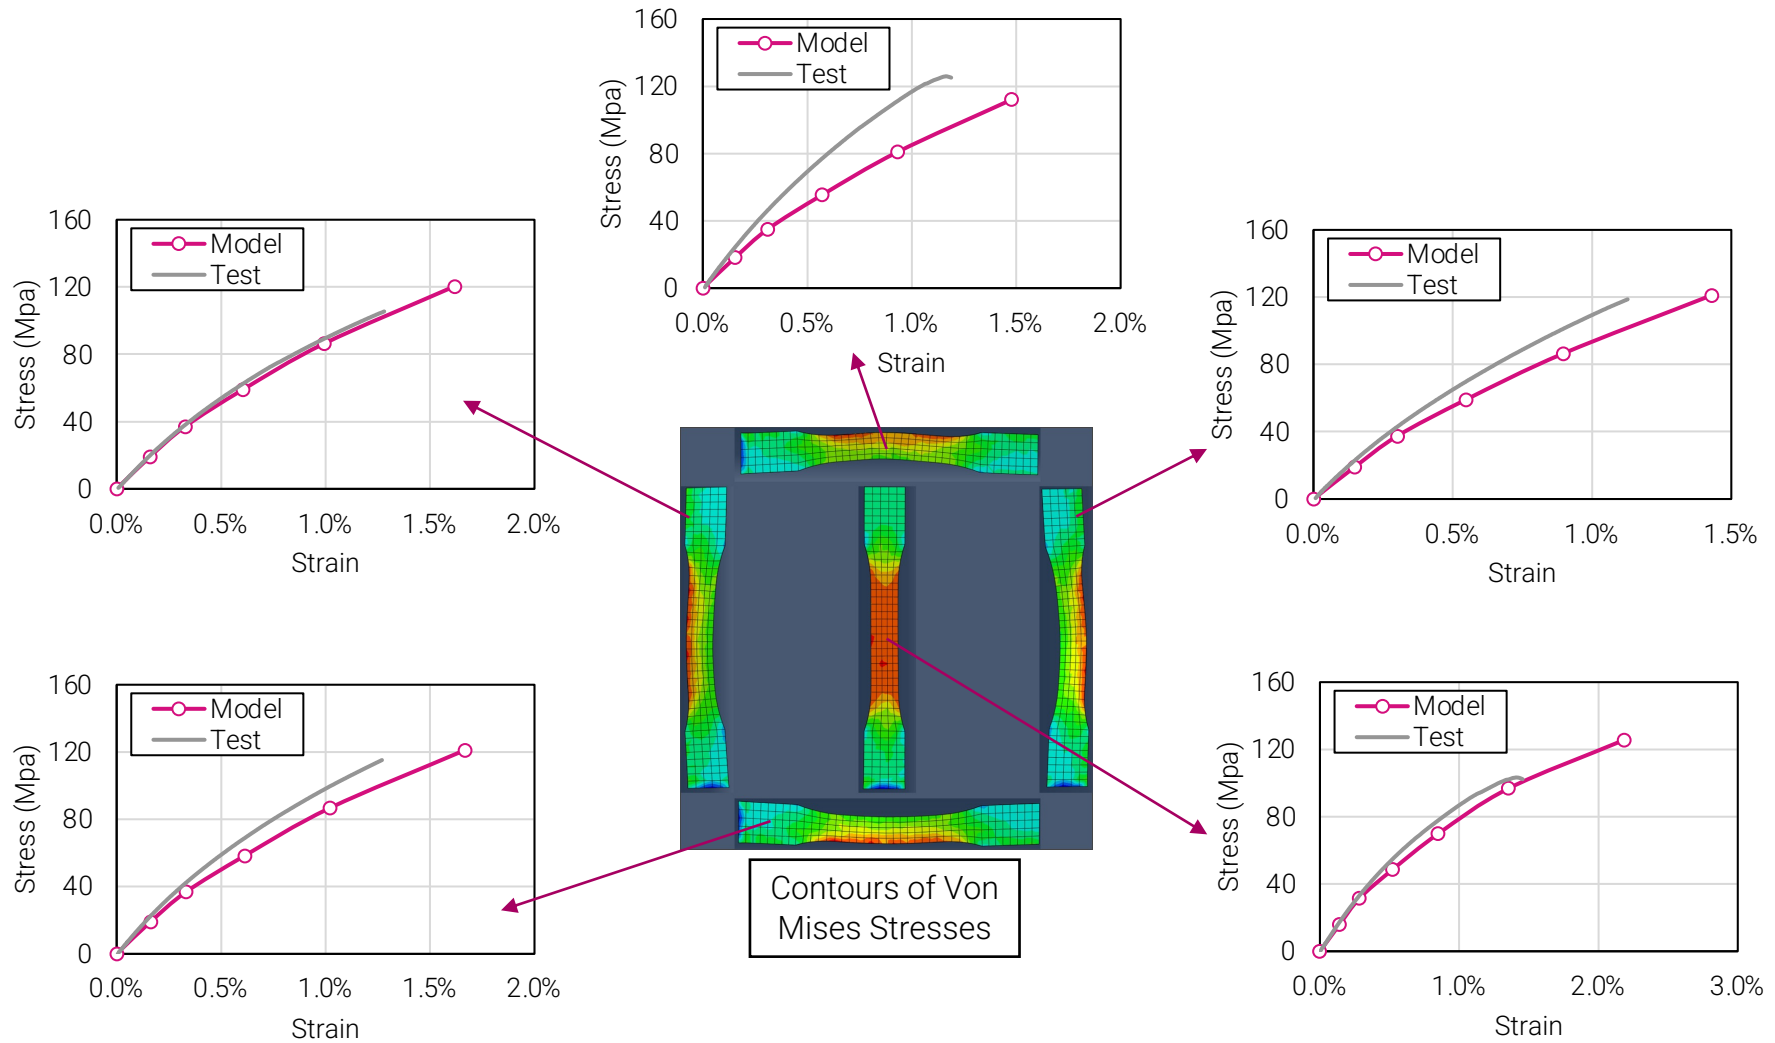 160
120
80
40
0
Stress (Mpa)
Model
Test
0.0%
0.5%
1.0%
1.5%
2.0%
Strain
160
120
80
40
0
Stress (Mpa)
Model
Test
0.0%
0.5%
1.0%
1.5%
2.0%
Strain
160
120
80
40
0
Stress (Mpa)
Model
Test
0.0%
0.5%
1.0%
1.5%
Strain
160
120
80
40
0
Stress (Mpa)
Model
Test
0.0%
0.5%
1.0%
1.5%
2.0%
Strain
Contours of Von
Mises Stresses
160
120
80
40
0
Stress (Mpa)
Model
Test
0.0%
1.0%
2.0%
3.0%
Strain